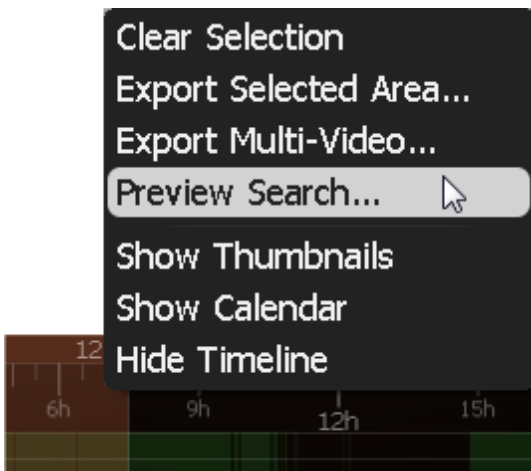 Clear Selection
Export Selected Area...
Export Multi-Video...
Preview Search...
Show Thumbnails
Show Calendar
Hide Timeline
12
6h 9h 12h 15h